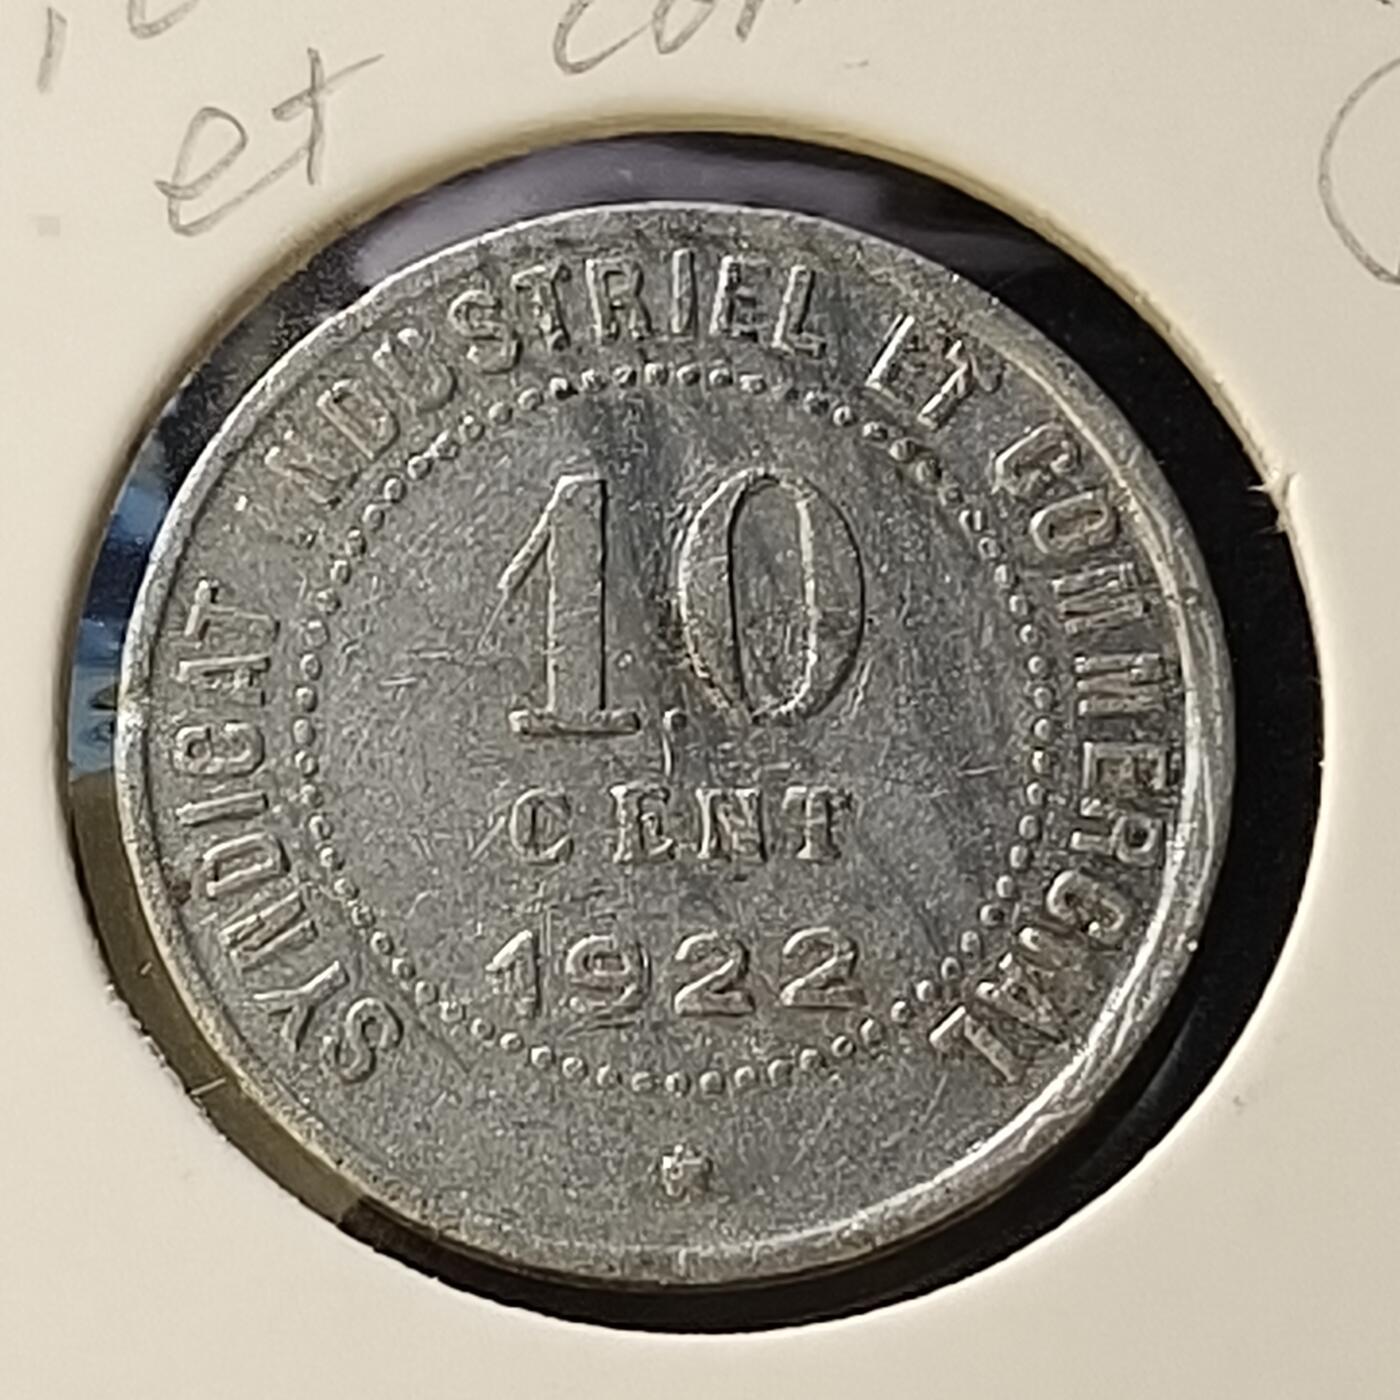 et
SYNDICAT INDUSTRIEL ET COMMERCIAL
10
CENT
1922